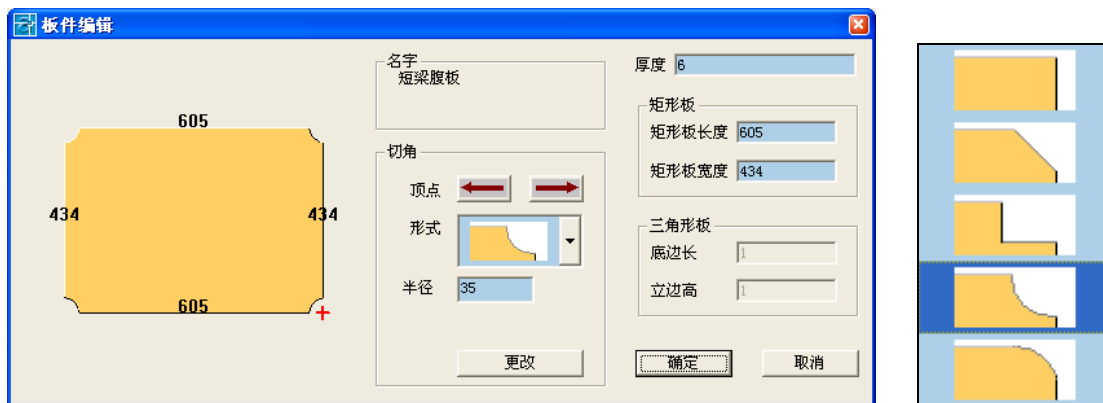 板件编辑
605
434
434
605
名字
短梁腹板
切角
顶点
形式
半径 35
更改
厚度 6
矩形板
矩形板长度 605
矩形板宽度 434
三角形板
底边长 1
立边高 1
确定 取消